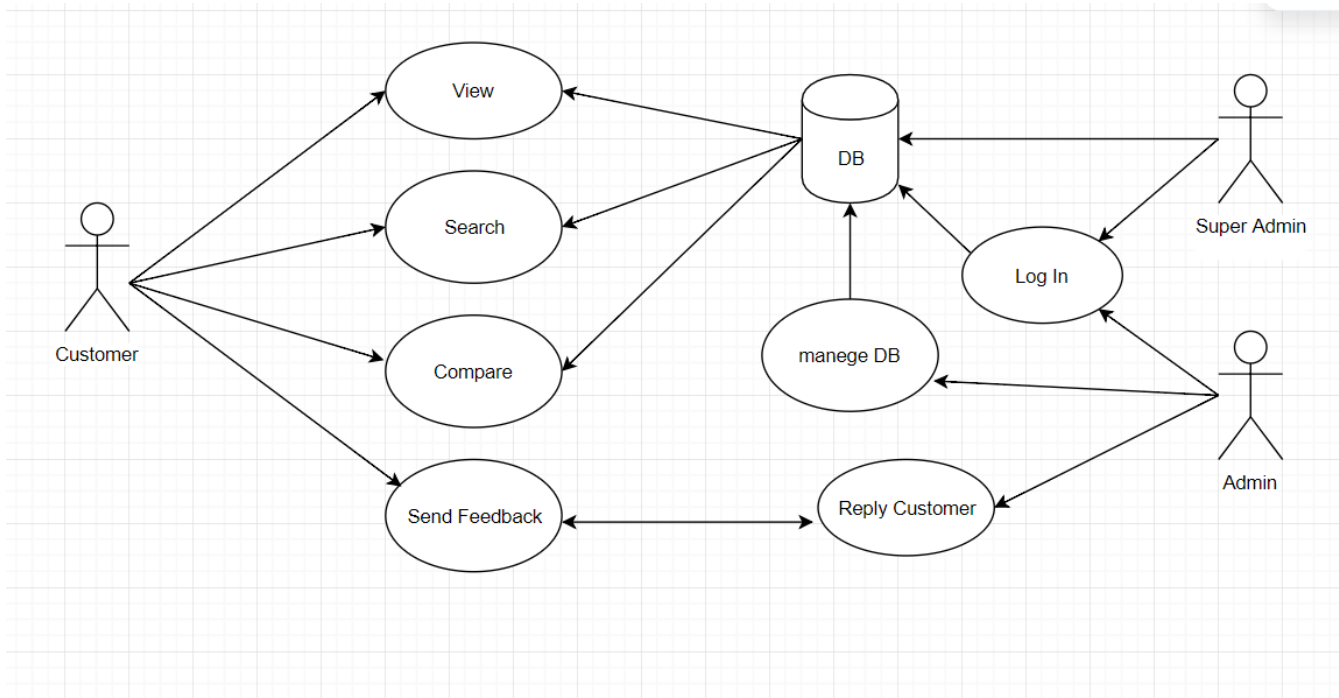 View
DB
Search
Super Admin
Log In
Customer
manege DB
Compare
Admin
Send Feedback
Reply Customer